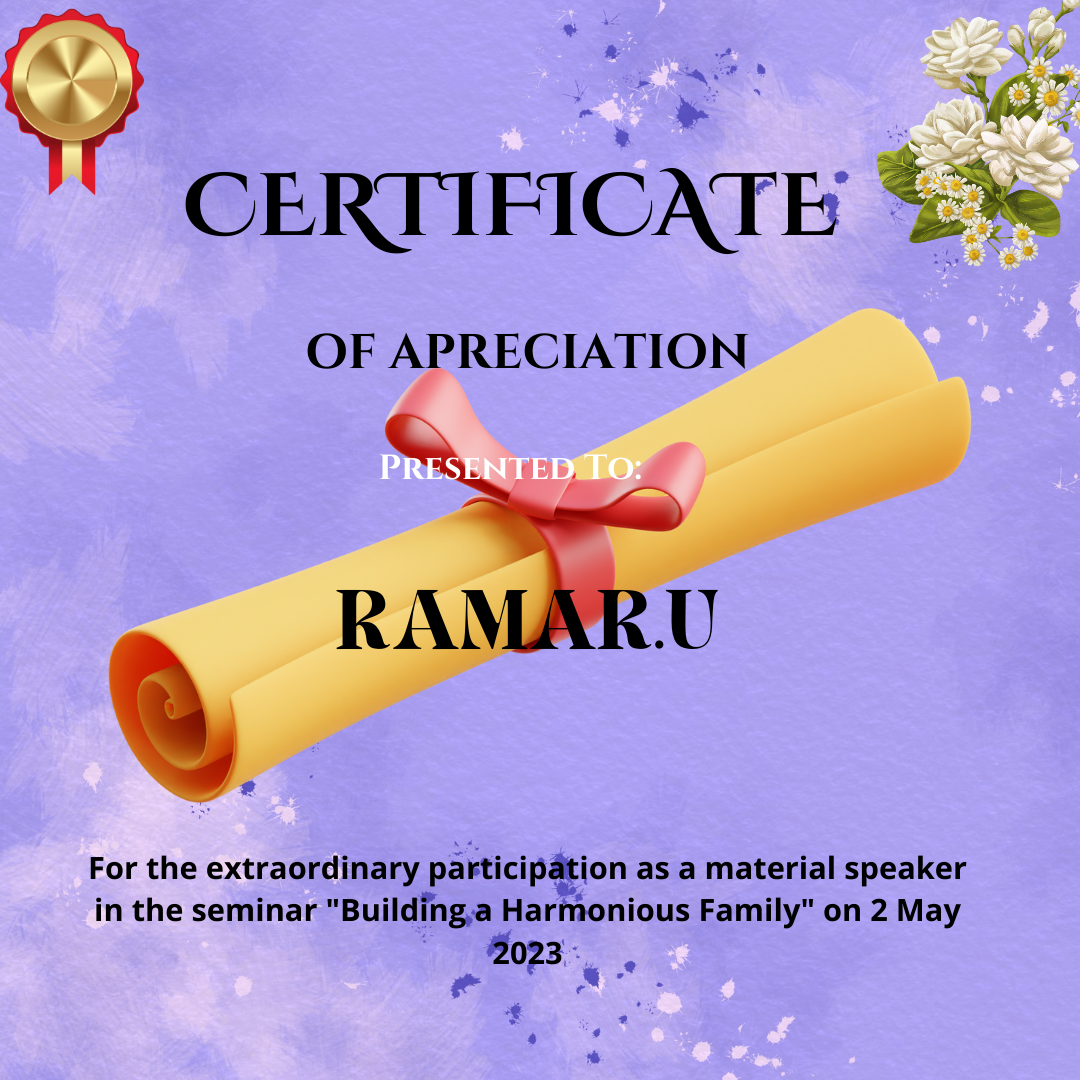 CERTIFICATE
OF APRECIATION
Presented To:
RAMAR.U
For the extraordinary participation as a material speaker
in the seminar "Building a Harmonious Family" on 2 May
2023